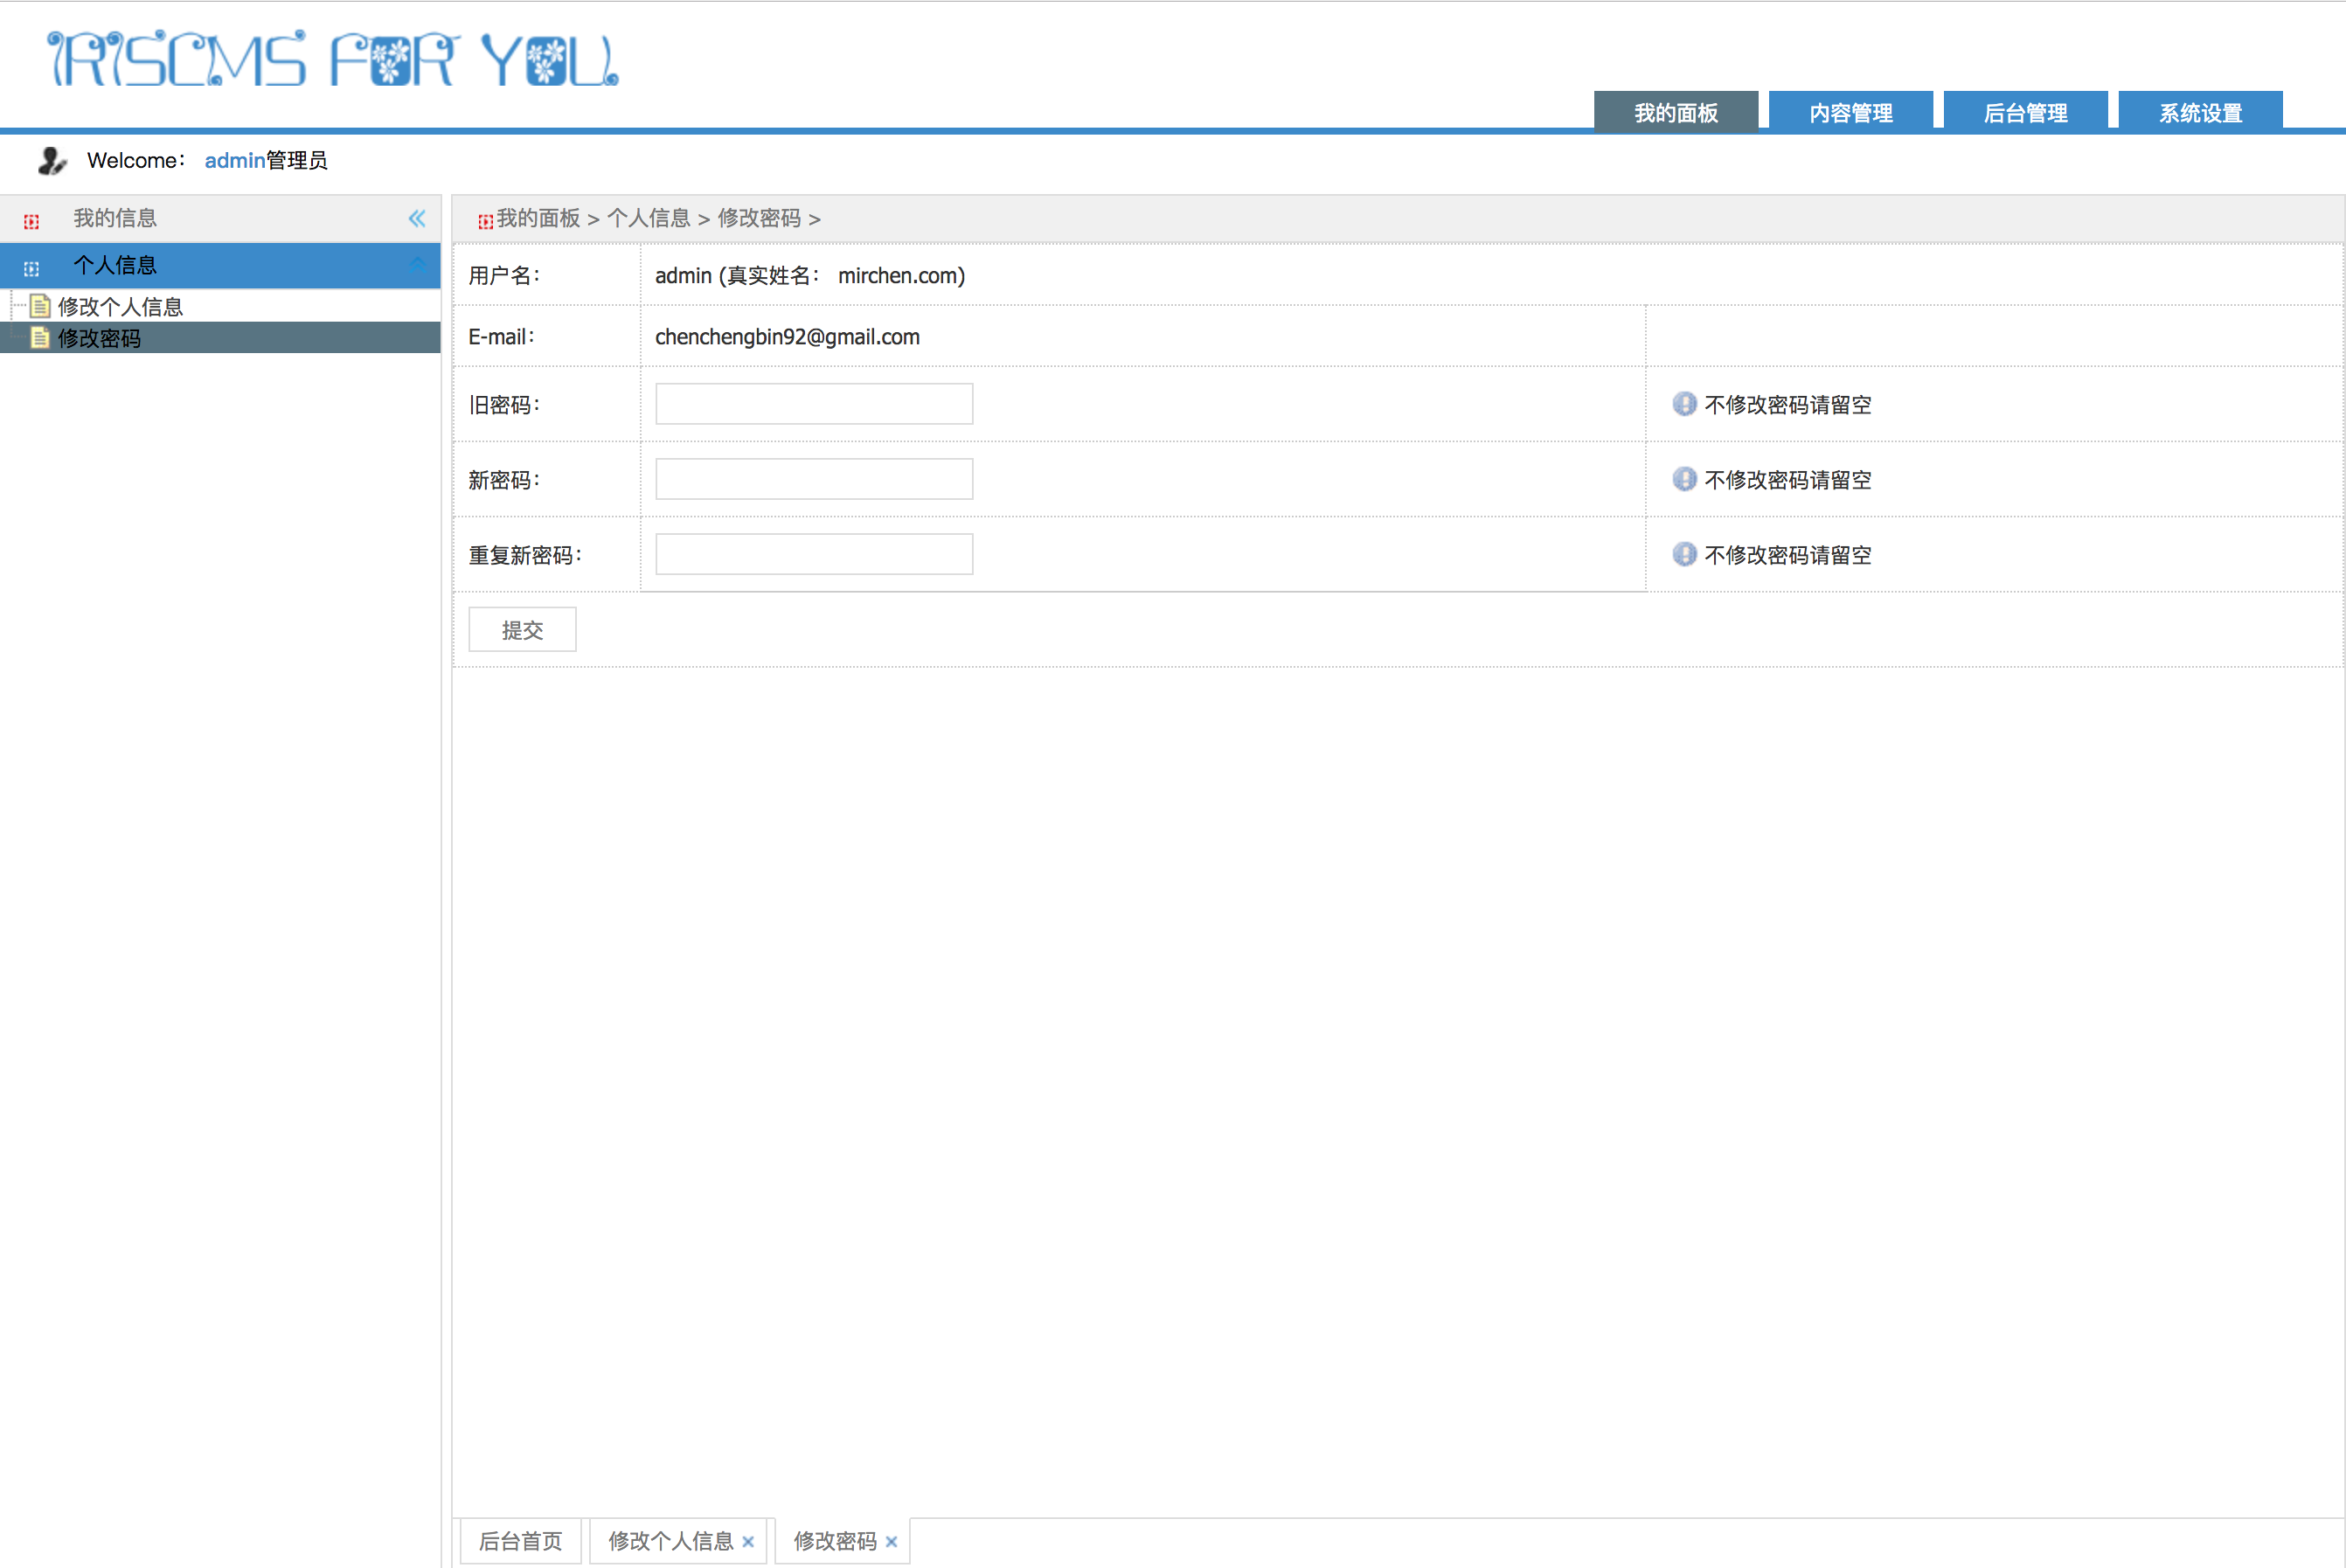 IRISCMS FOR YOU
我的面板 内容管理 后台管理 系统设置
Welcome： admin管理员
我的信息
个人信息
修改个人信息
修改密码
我的面板 > 个人信息 > 修改密码 >
用户名： admin (真实姓名： mirchen.com)
E-mail： chenchengbin92@gmail.com
旧密码： 不修改密码请留空
新密码： 不修改密码请留空
重复新密码： 不修改密码请留空
提交
后台首页 修改个人信息 修改密码